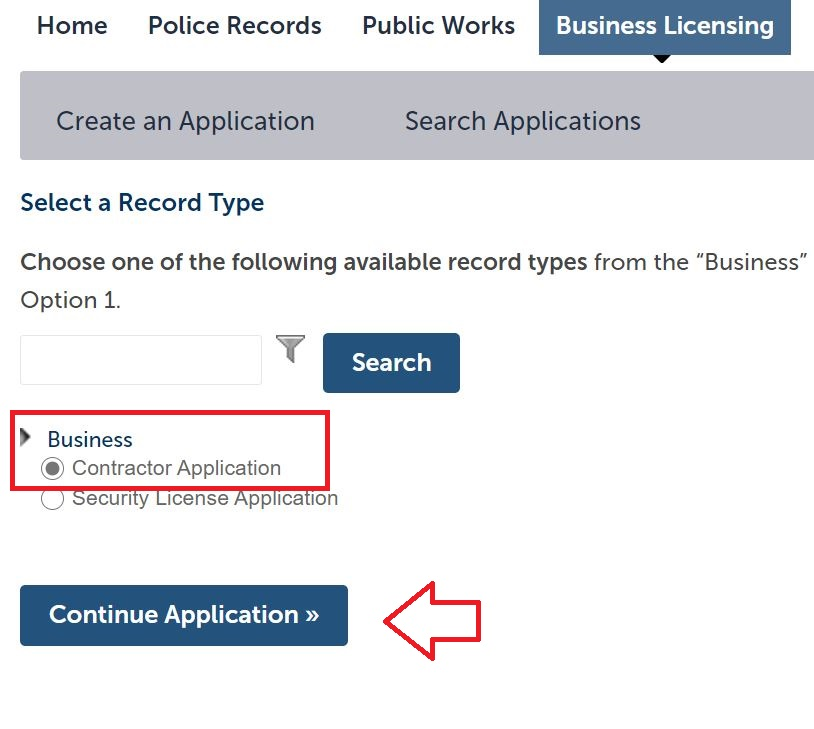 Home Police Records Public Works Business Licensing
Create an Application Search Applications
Select a Record Type
Choose one of the following available record types from the “Business”
Option 1.
Search
Business
Contractor Application
Security License Application
Continue Application »